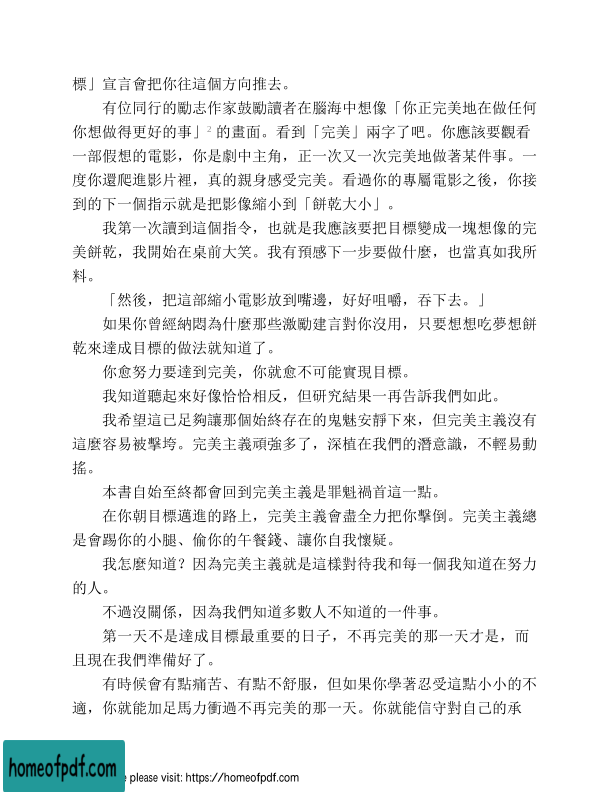 標」宣言會把你往這個方向推去。
有位同行的勵志作家鼓勵讀者在腦海中想像「你正完美地在做任何
你想做得更好的事」2 的畫面。看到「完美」兩字了吧。你應該要觀看
一部假想的電影，你是劇中主角，正一次又一次完美地做著某件事。一
度你還爬進影片裡，真的親身感受完美。看過你的專屬電影之後，你接
到的下一個指示就是把影像縮小到「餅乾大小」。
我第一次讀到這個指令，也就是我應該要把目標變成一塊想像的完
美餅乾，我開始在桌前大笑。我有預感下一步要做什麼，也當真如我所
料。
「然後，把這部縮小電影放到嘴邊，好好咀嚼，吞下去。」
如果你曾經納悶為什麼那些激勵建言對你沒用，只要想想吃夢想餅
乾來達成目標的做法就知道了。
你愈努力要達到完美，你就愈不可能實現目標。
我知道聽起來好像恰恰相反，但研究結果一再告訴我們如此。
我希望這已足夠讓那個始終存在的鬼魅安靜下來，但完美主義沒有
這麼容易被擊垮。完美主義頑強多了，深植在我們的潛意識，不輕易動
搖。
本書自始至終都會回到完美主義是罪魁禍首這一點。
在你朝目標邁進的路上，完美主義會盡全力把你擊倒。完美主義總
是會踢你的小腿、偷你的午餐錢、讓你自我懷疑。
我怎麼知道？因為完美主義就是這樣對待我和每一個我知道在努力
的人。
不過沒關係，因為我們知道多數人不知道的一件事。
第一天不是達成目標最重要的日子，不再完美的那一天才是，而
且現在我們準備好了。
有時候會有點痛苦、有點不舒服，但如果你學著忍受這點小小的不
適，你就能加足馬力衝過不再完美的那一天。你就能信守對自己的承
homeofpdf.com
e please visit: https://homeofpdf.com